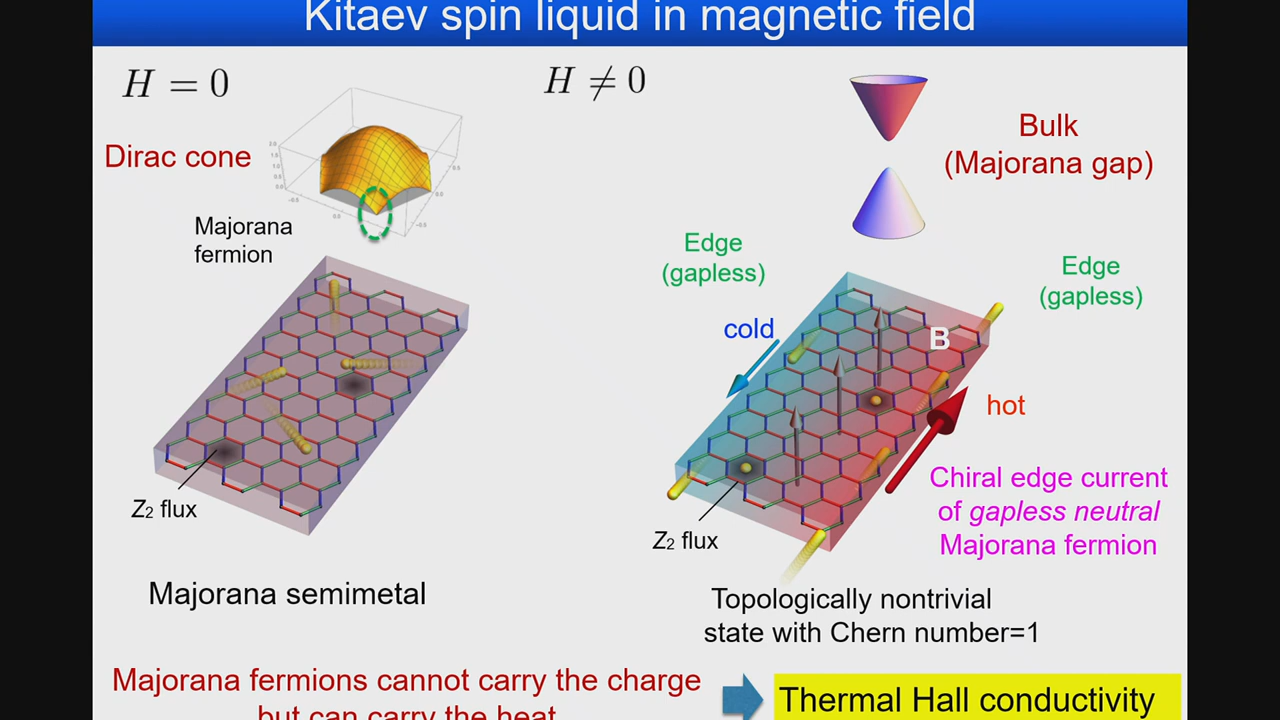 Kitaev spin liquid in magnetic field
H = 0
H ≠ 0
Dirac cone
Bulk
(Majorana gap)
Majorana
fermion
Edge
(gapless)
Edge
(gapless)
cold
B
hot
Z2 flux
Z2 flux
Chiral edge current
of gapless neutral
Majorana fermion
Majorana semimetal
Topologically nontrivial
state with Chern number=1
Majorana fermions cannot carry the charge
but can carry the heat
Thermal Hall conductivity